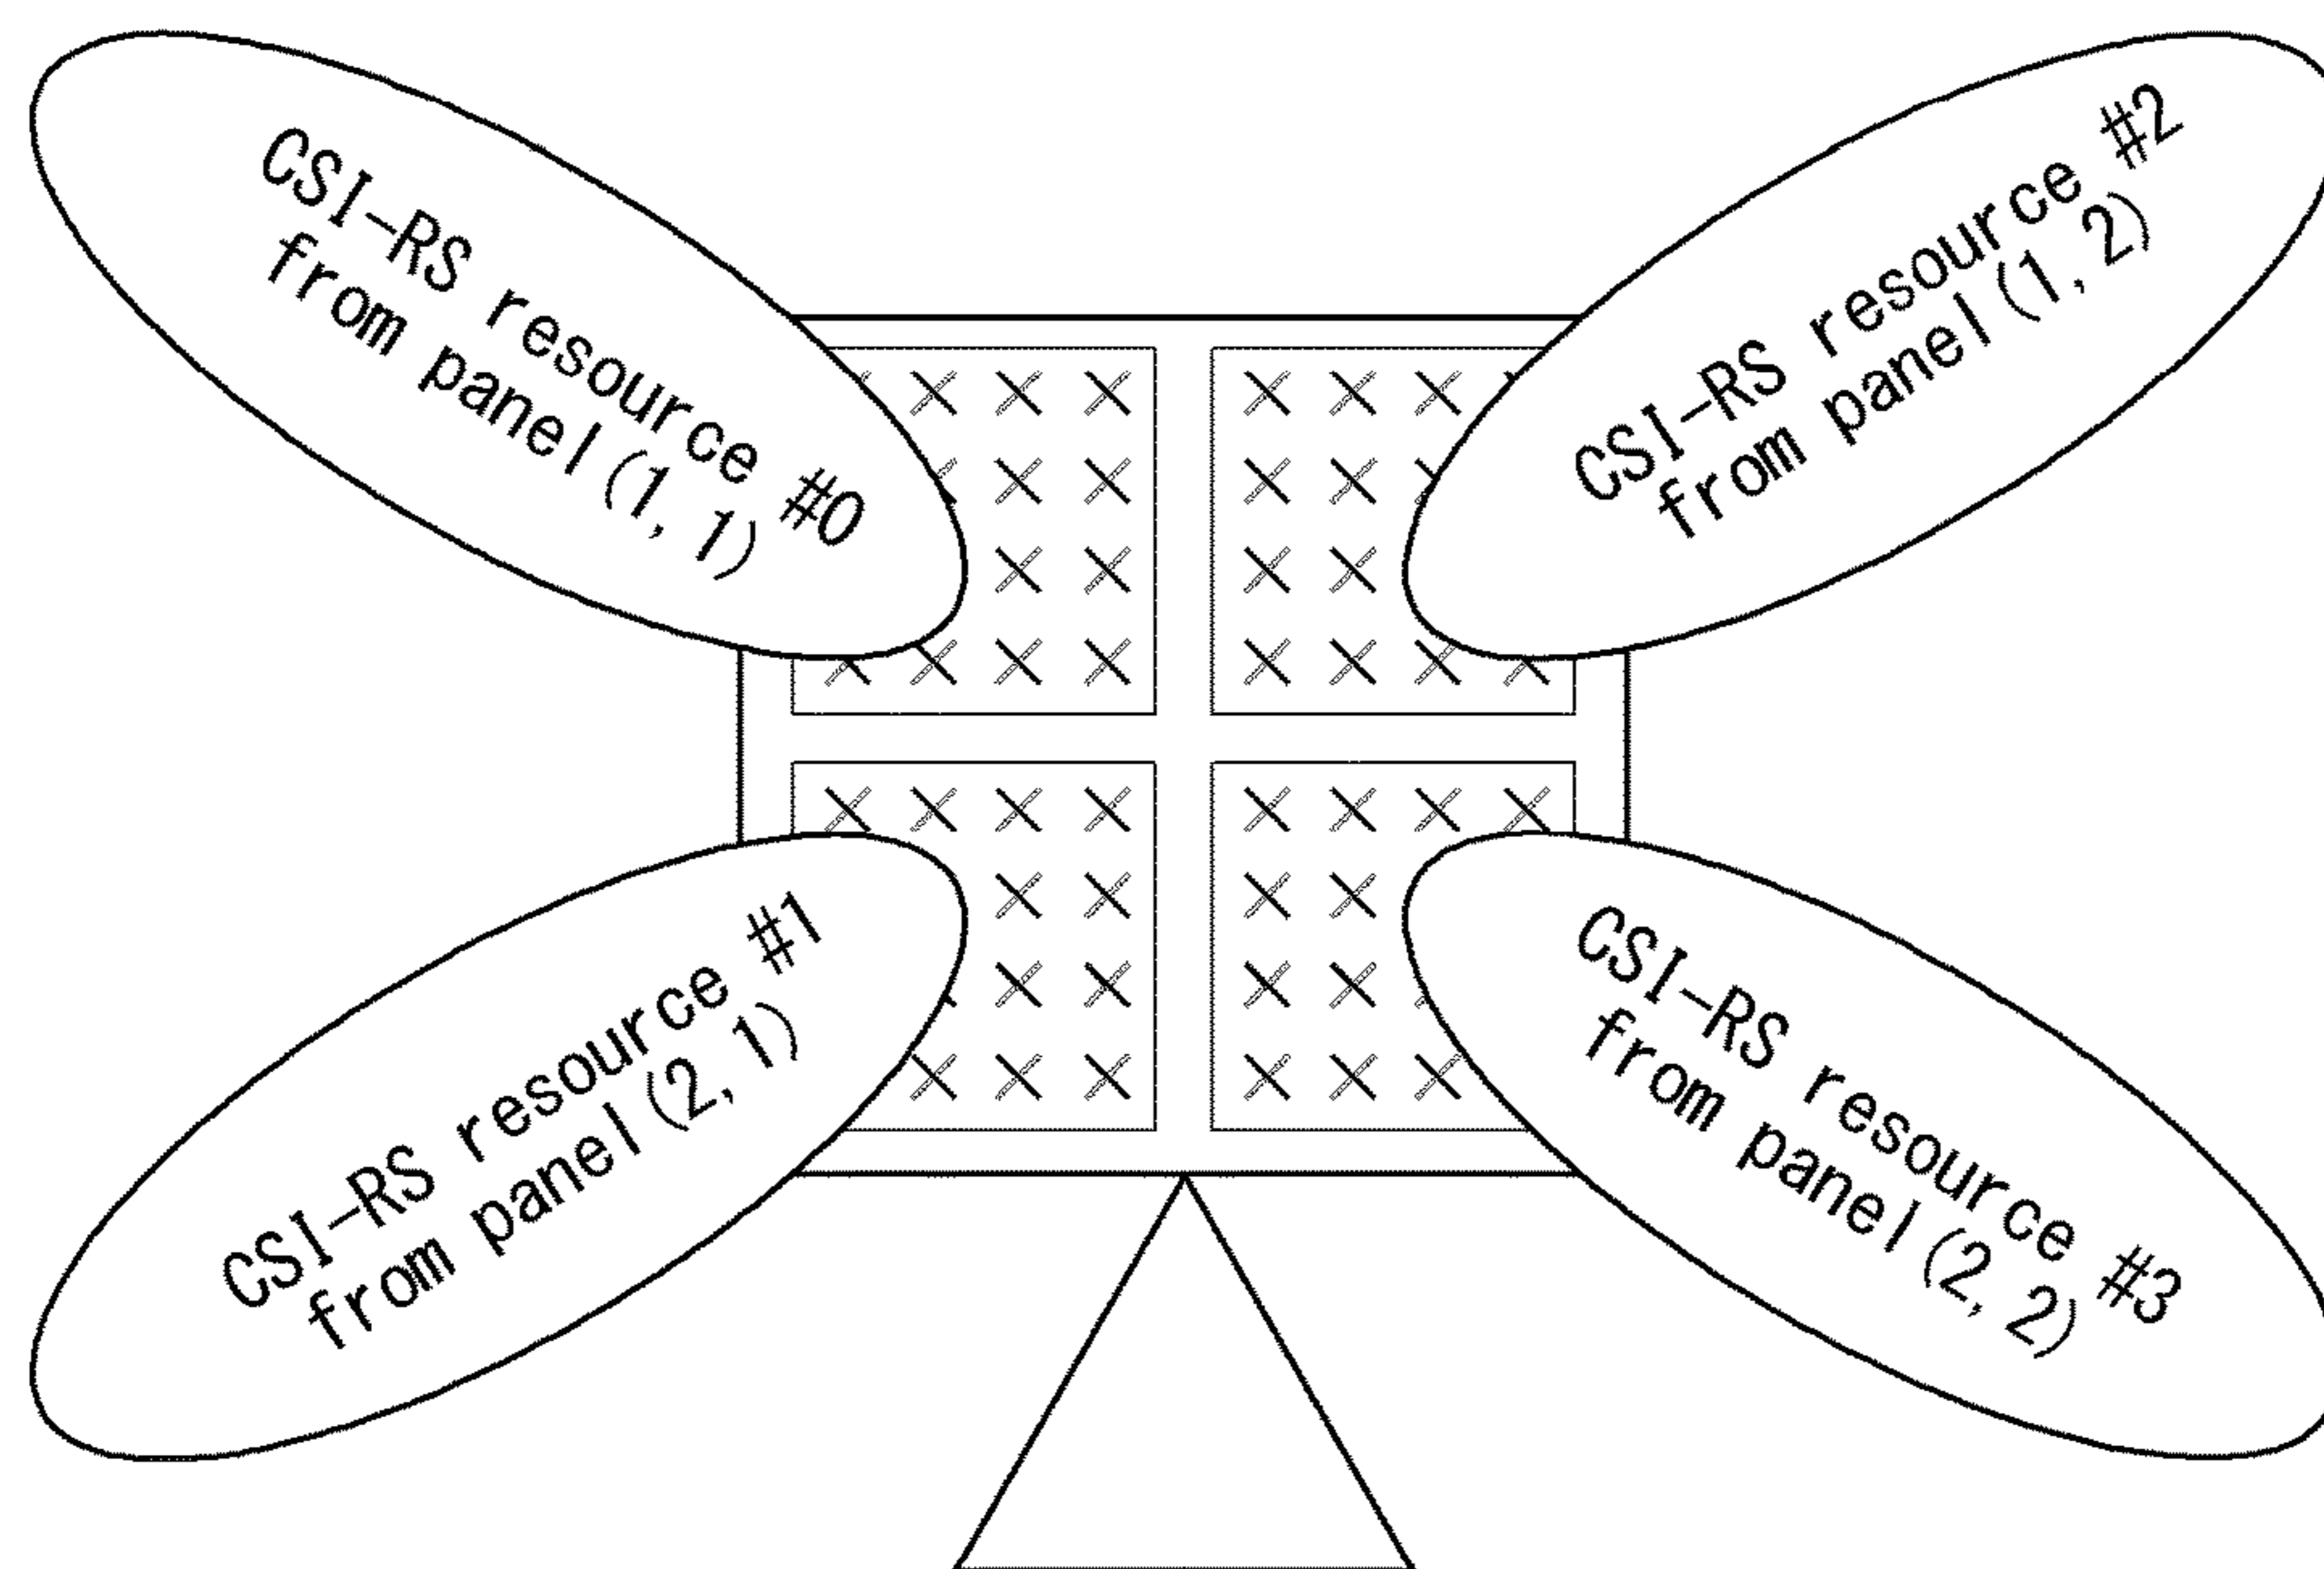 CSI-RS resource #0
from panel(1, 1)
CSI-RS resource #2
from panel(1, 2)
CSI-RS resource #1
from panel(2, 1)
CSI-RS resource #3
from panel(2, 2)